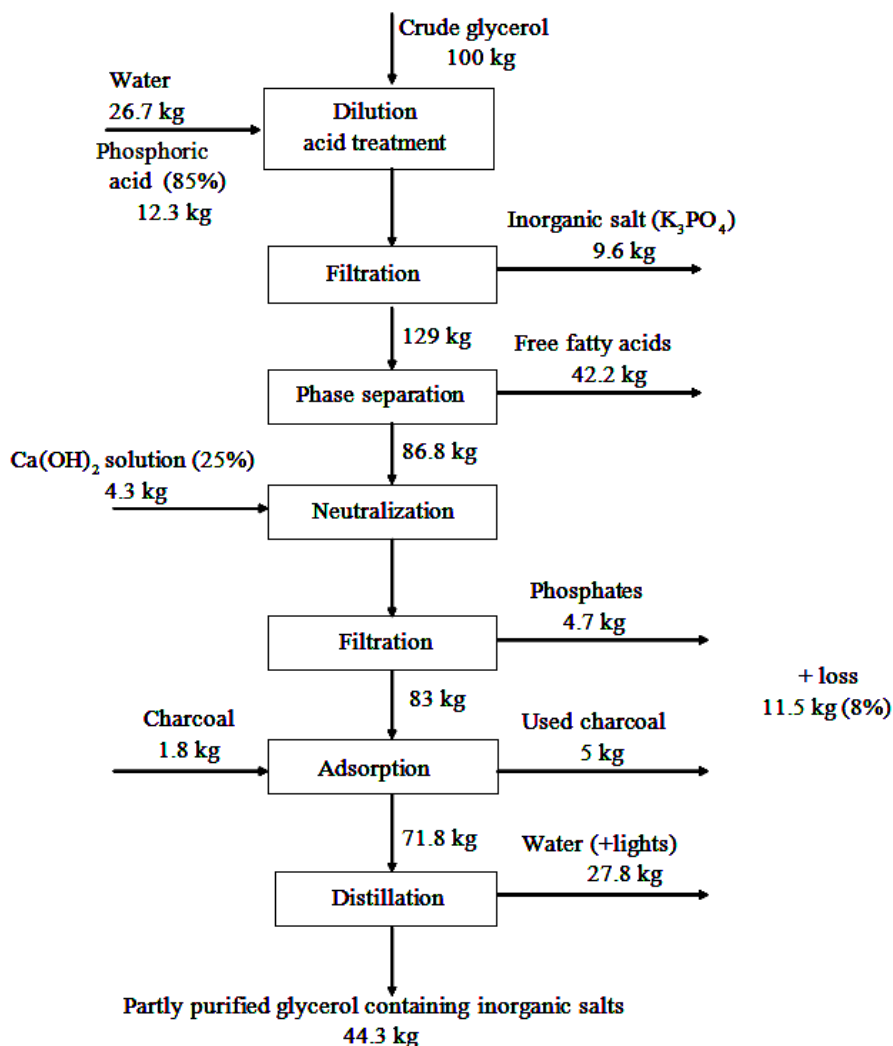 Crude glycerol
100 kg
Water
26.7 kg
Phosphoric
acid (85%)
12.3 kg
Dilution
acid treatment
Inorganic salt (K₃PO₄)
9.6 kg
Filtration
129 kg
Free fatty acids
42.2 kg
Phase separation
86.8 kg
Ca(OH)₂ solution (25%)
4.3 kg
Neutralization
Phosphates
4.7 kg
Filtration
+ loss
11.5 kg (8%)
83 kg
Charcoal
1.8 kg
Used charcoal
5 kg
Adsorption
71.8 kg
Water (+lights)
27.8 kg
Distillation
Partly purified glycerol containing inorganic salts
44.3 kg